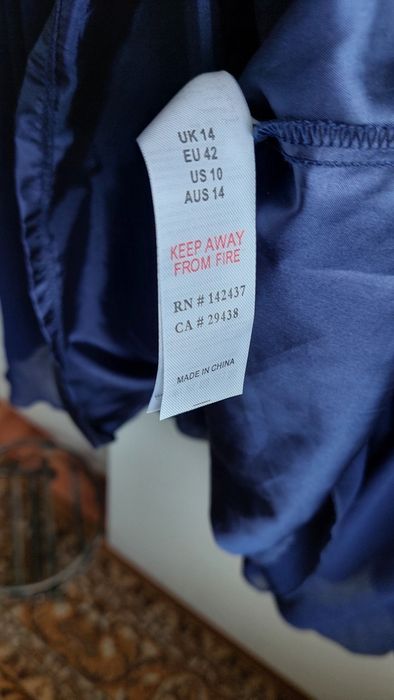 UK 14
EU 42
US 10
AUS 14
KEEP AWAY
FROM FIRE
RN # 142437
CA # 29438
MADE IN CHINA